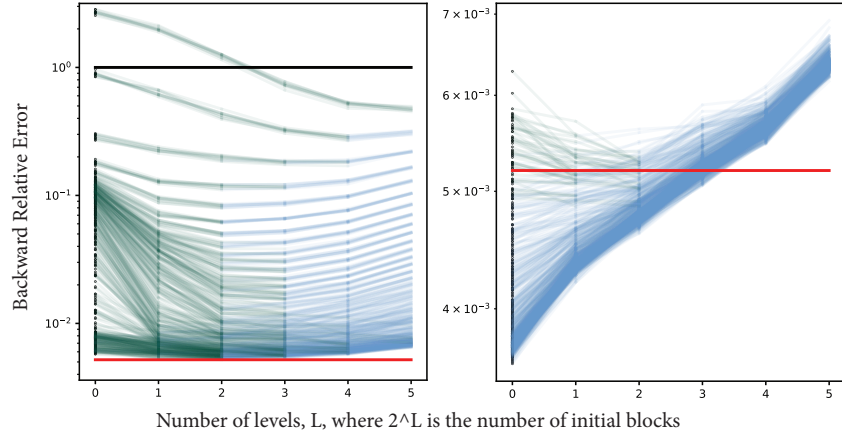 Backward Relative Error
10^0
10^−1
10^−2
0 1 2 3 4 5
7 × 10^−3
6 × 10^−3
5 × 10^−3
4 × 10^−3
0 1 2 3 4 5
Number of levels, L, where 2^L is the number of initial blocks